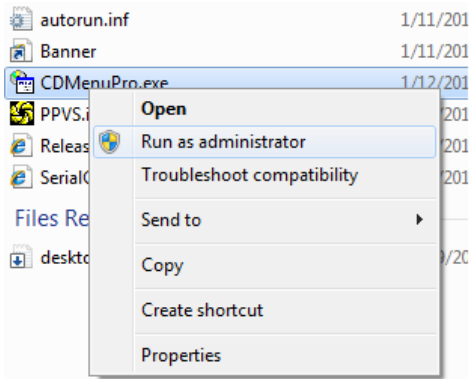 autorun.inf 1/11/201
Banner 1/11/201
CDMenuPro.exe 1/12/201
PPVS.i 201
Open
Releas 201
Run as administrator
SerialC 201
Troubleshoot compatibility
Files Re
Send to
deskto 9/20
Copy
Create shortcut
Properties